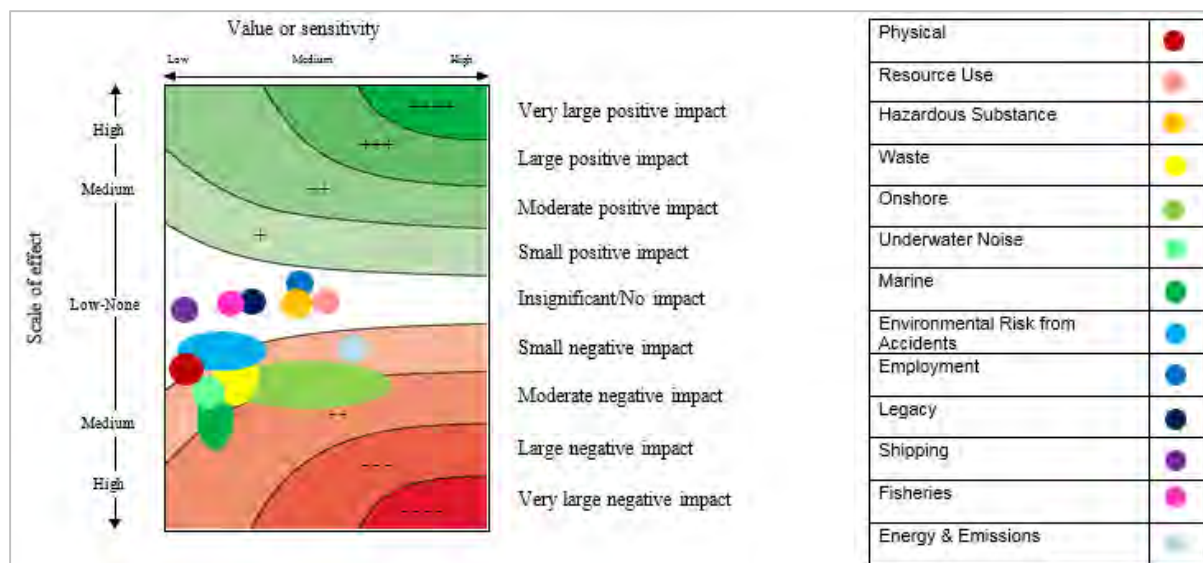 Value or sensitivity
Low Medium High
Scale of effect
High
Medium
Low-None
Medium
High
++++
+++
++
+
--
---
----
Very large positive impact
Large positive impact
Moderate positive impact
Small positive impact
Insignificant/No impact
Small negative impact
Moderate negative impact
Large negative impact
Very large negative impact
Physical
Resource Use
Hazardous Substance
Waste
Onshore
Underwater Noise
Marine
Environmental Risk from
Accidents
Employment
Legacy
Shipping
Fisheries
Energy & Emissions